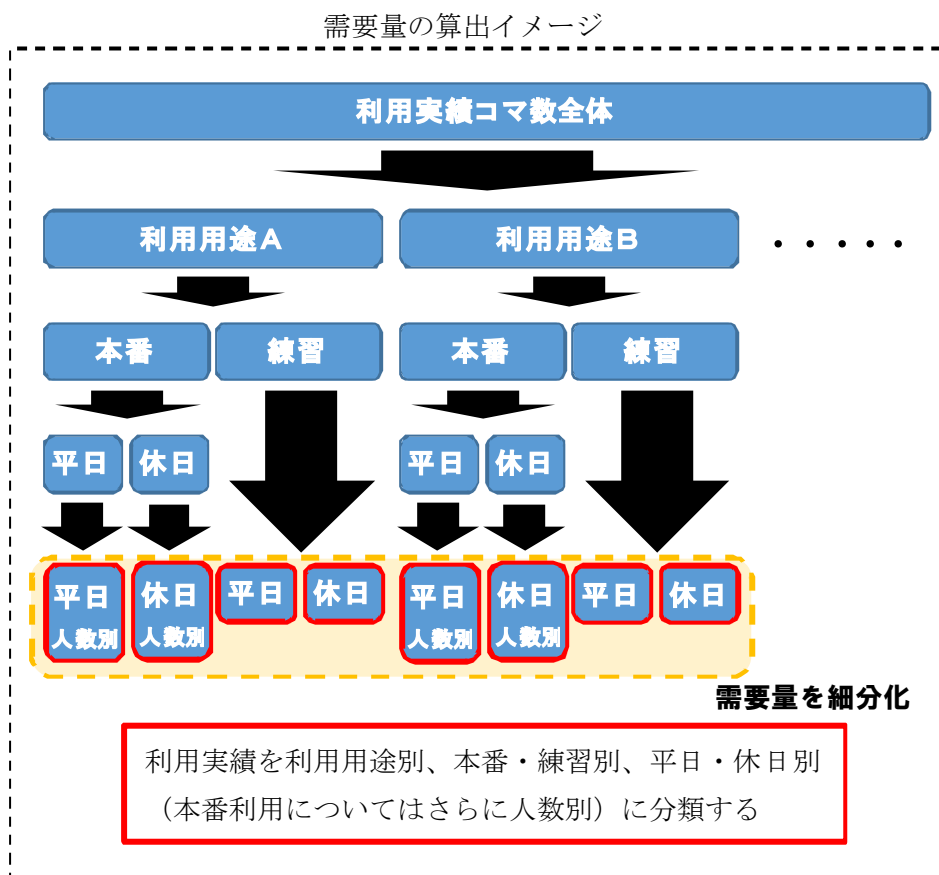 需要量の算出イメージ
利用実績コマ数全体
利用用途A
利用用途B
・・・・・
本番
練習
本番
練習
平日
休日
平日
休日
平日
人数別
休日
人数別
平日
休日
平日
人数別
休日
人数別
平日
休日
需要量を細分化
利用実績を利用用途別、本番・練習別、平日・休日別
（本番利用についてはさらに人数別）に分類する